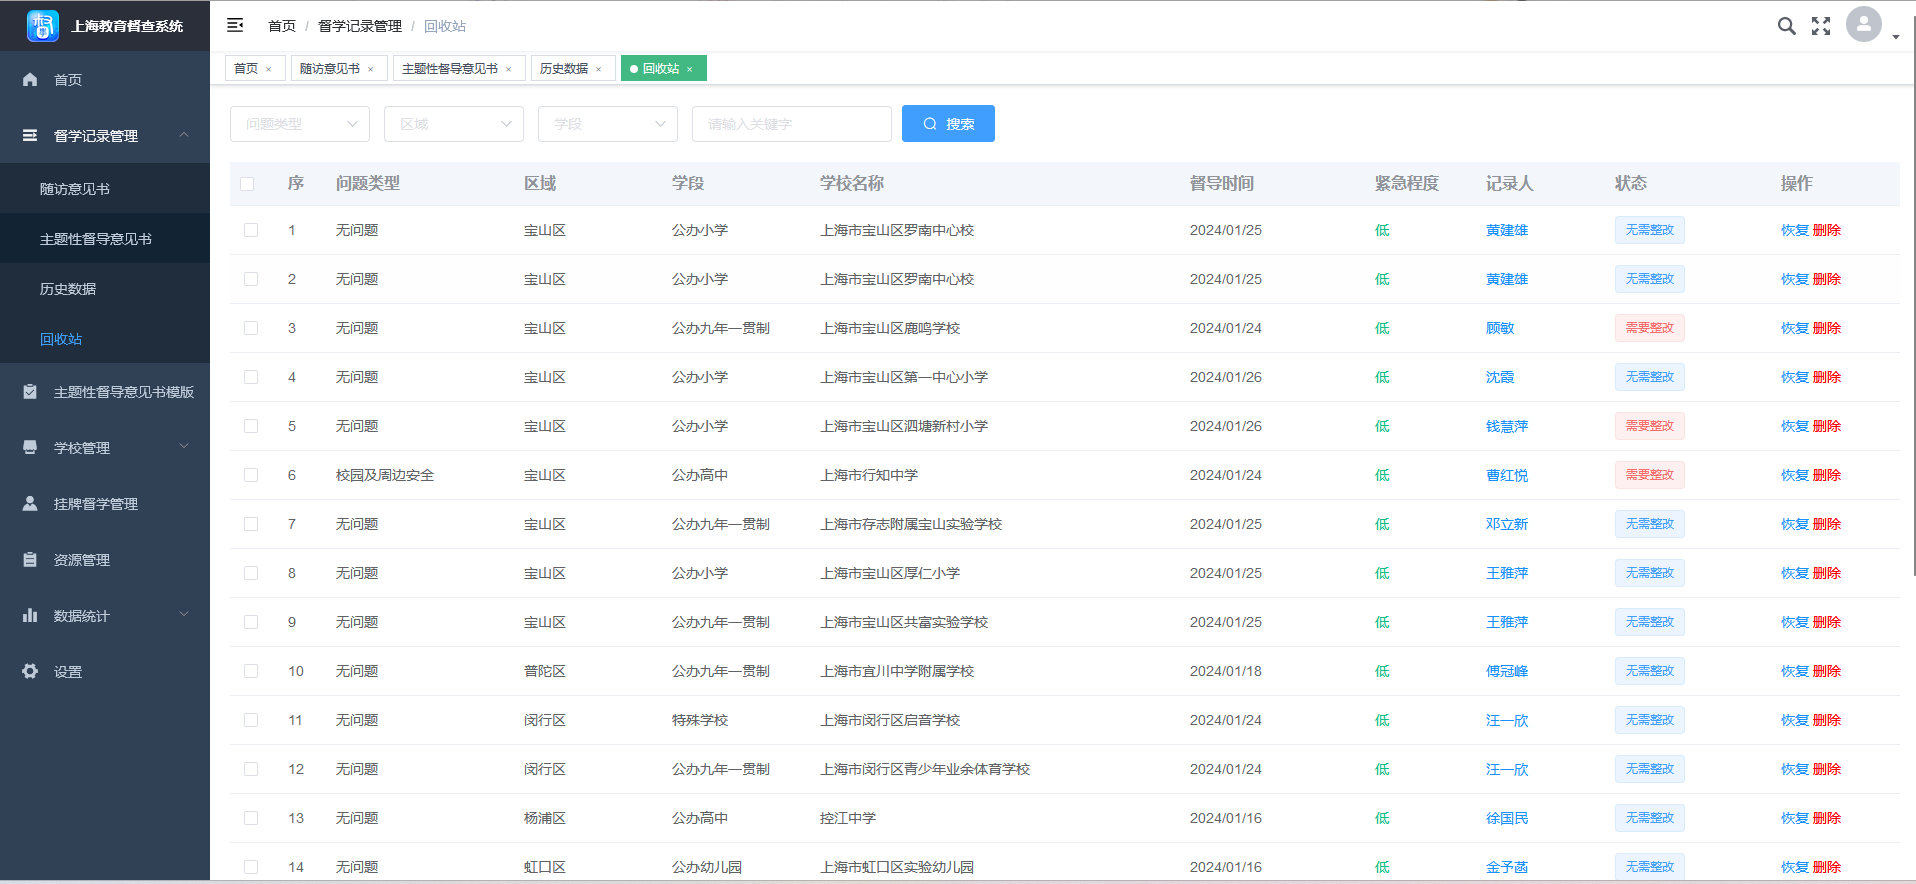 上海教育督查系统
首页
督学记录管理
随访意见书
主题性督导意见书
历史数据
回收站
主题性督导意见书模版
学校管理
挂牌督学管理
资源管理
数据统计
设置
首页 / 督学记录管理 / 回收站
首页 × 随访意见书 × 主题性督导意见书 × 历史数据 × 回收站 ×
问题类型 区域 学段 请输入关键字 搜索
序 问题类型 区域 学段 学校名称 督导时间 紧急程度 记录人 状态 操作
1 无问题 宝山区 公办小学 上海市宝山区罗南中心校 2024/01/25 低 黄建雄 无需整改 恢复 删除
2 无问题 宝山区 公办小学 上海市宝山区罗南中心校 2024/01/25 低 黄建雄 无需整改 恢复 删除
3 无问题 宝山区 公办九年一贯制 上海市宝山区鹿鸣学校 2024/01/24 低 顾敏 需要整改 恢复 删除
4 无问题 宝山区 公办小学 上海市宝山区第一中心小学 2024/01/26 低 沈霞 无需整改 恢复 删除
5 无问题 宝山区 公办小学 上海市宝山区泗塘新村小学 2024/01/26 低 钱慧萍 需要整改 恢复 删除
6 校园及周边安全 宝山区 公办高中 上海市行知中学 2024/01/24 低 曹红悦 需要整改 恢复 删除
7 无问题 宝山区 公办九年一贯制 上海市存志附属宝山实验学校 2024/01/25 低 邓立新 无需整改 恢复 删除
8 无问题 宝山区 公办小学 上海市宝山区厚仁小学 2024/01/25 低 王雅萍 无需整改 恢复 删除
9 无问题 宝山区 公办九年一贯制 上海市宝山区共富实验学校 2024/01/25 低 王雅萍 无需整改 恢复 删除
10 无问题 普陀区 公办九年一贯制 上海市宜川中学附属学校 2024/01/18 低 傅冠峰 无需整改 恢复 删除
11 无问题 闵行区 特殊学校 上海市闵行区启音学校 2024/01/24 低 汪一欣 无需整改 恢复 删除
12 无问题 闵行区 公办九年一贯制 上海市闵行区青少年业余体育学校 2024/01/24 低 汪一欣 无需整改 恢复 删除
13 无问题 杨浦区 公办高中 控江中学 2024/01/16 低 徐国民 无需整改 恢复 删除
14 无问题 虹口区 公办幼儿园 上海市虹口区实验幼儿园 2024/01/16 低 金予菡 无需整改 恢复 删除